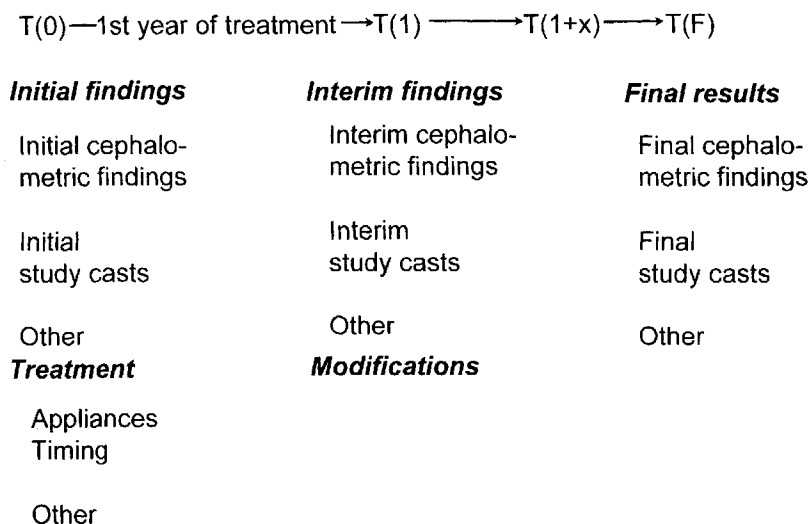 T(0)—1st year of treatment→T(1)→T(1+x)→T(F)
Initial findings
Initial cephalo-
metric findings
Initial
study casts
Other
Treatment
Appliances
Timing
Other
Interim findings
Interim cephalo-
metric findings
Interim
study casts
Other
Modifications
Final results
Final cephalo-
metric findings
Final
study casts
Other